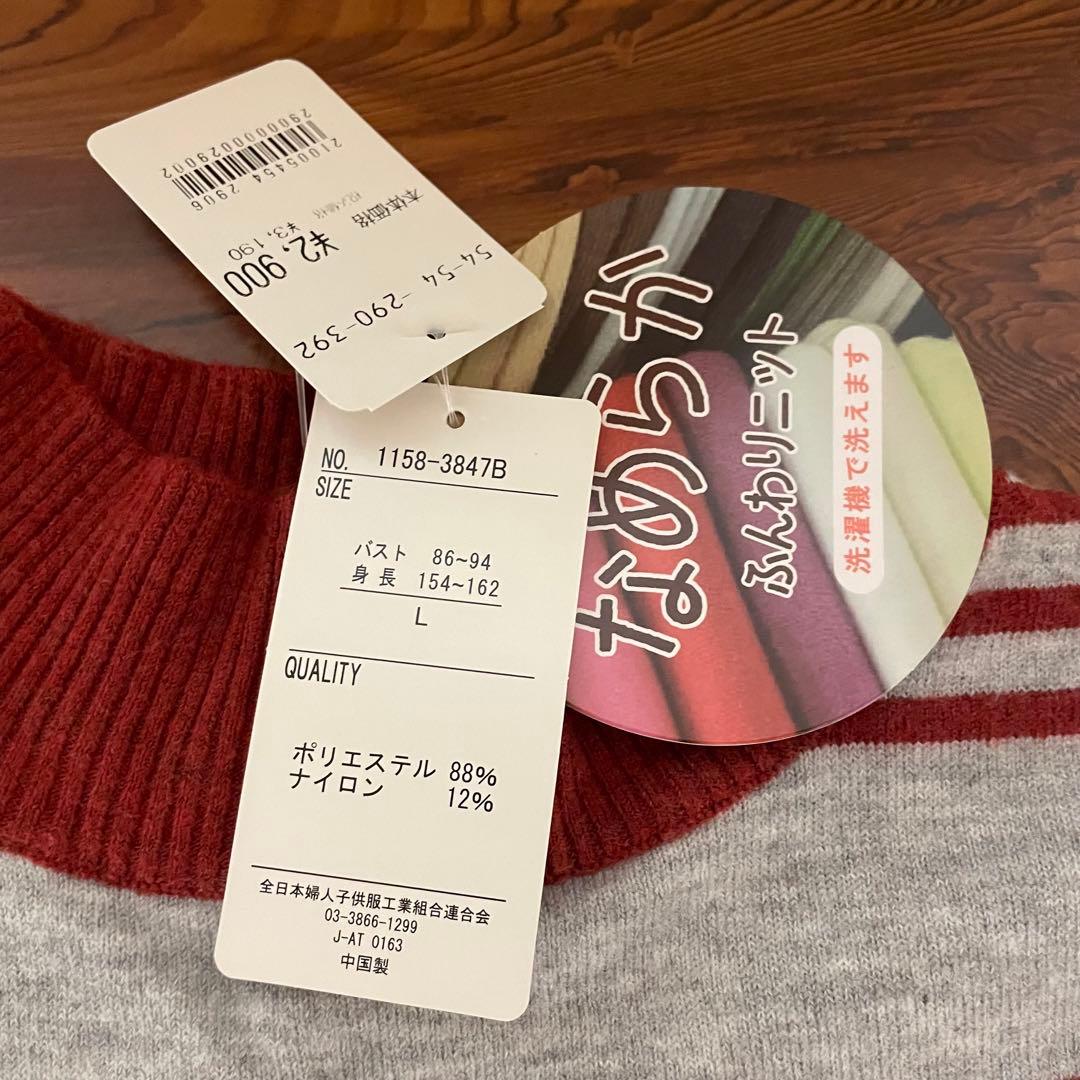 54-54 -290-392
本体価格
¥2,900
税込価格
¥3,190
21005454 2906
2900000029002
なめらか
ふんわりニット
洗濯機で洗えます
NO. 1158-3847B
SIZE
バスト 86~94
身長 154~162
L
QUALITY
ポリエステル 88%
ナイロン 12%
全日本婦人子供服工業組合連合会
03-3866-1299
J-AT 0163
中国製